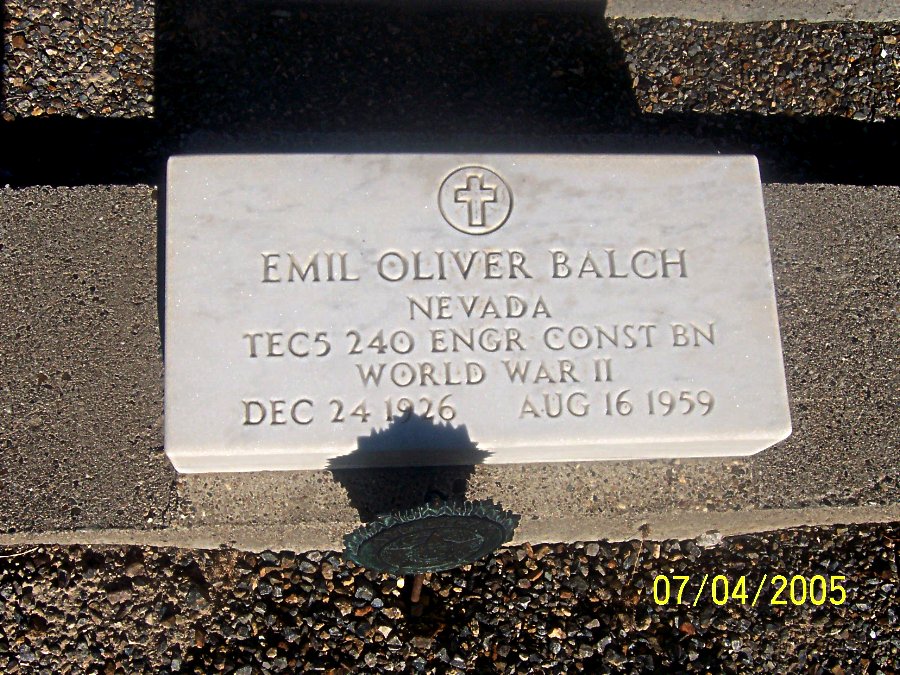 EMIL OLIVER BALCH
NEVADA
TEC5 240 ENGR CONST BN
WORLD WAR II
DEC 24 1926 AUG 16 1959
07/04/2005